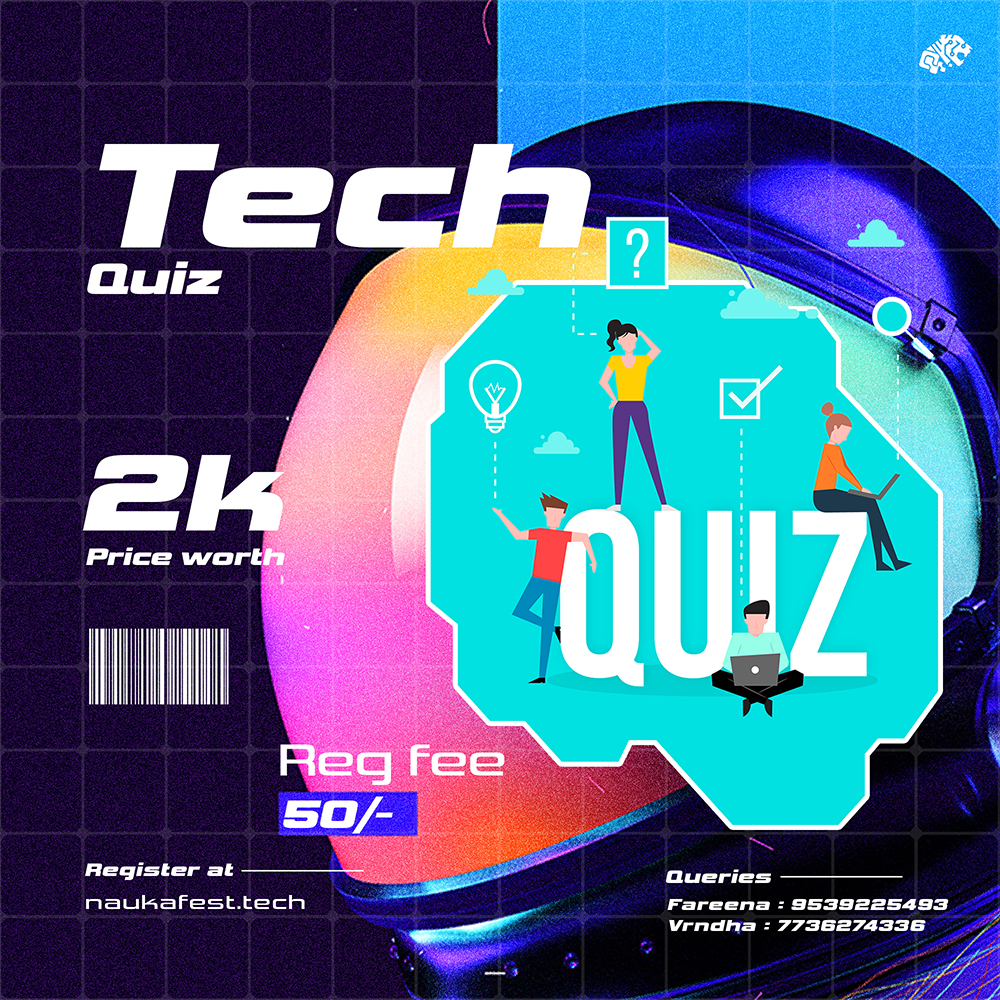 Tech
Quiz
?
2k
Price worth
QUIZ
Reg fee
50/-
Register at
naukafest.tech
Queries
Fareena : 9539225493
Vrndha : 7736274336